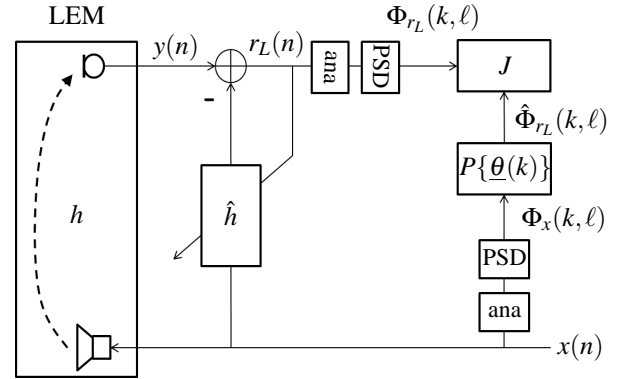 LEM
y(n)
r_L(n)
Φ_{r_L}(k,ℓ)
ana
PSD
J
-
Φ̂_{r_L}(k,ℓ)
h
ĥ
P{θ̲(k)}
Φ_x(k,ℓ)
PSD
ana
x(n)